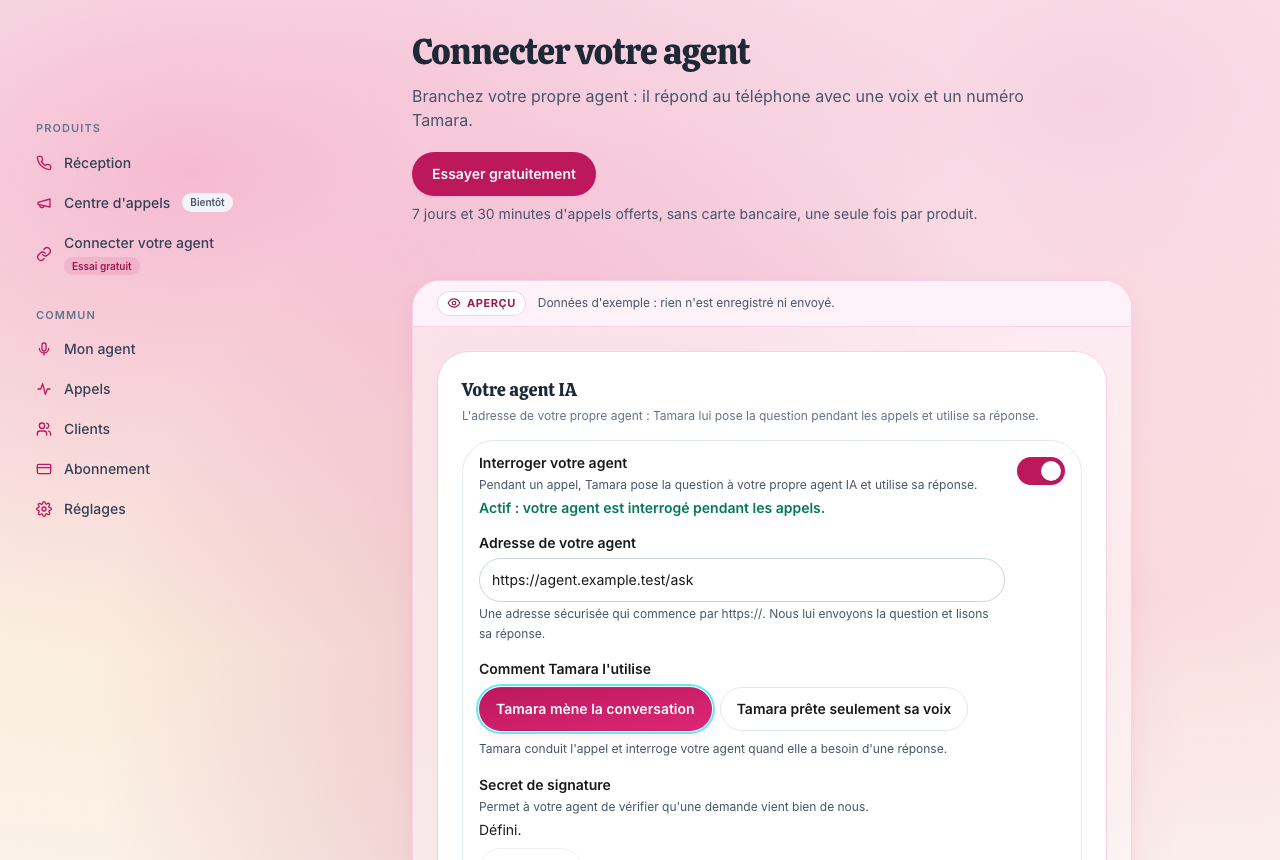 Connecter votre agent
Branchez votre propre agent : il répond au téléphone avec une voix et un numéro
Tamara.
Essayer gratuitement
7 jours et 30 minutes d'appels offerts, sans carte bancaire, une seule fois par produit.
PRODUITS
Réception
Centre d'appels Bientôt
Connecter votre agent
Essai gratuit
COMMUN
Mon agent
Appels
Clients
Abonnement
Réglages
APERÇU Données d'exemple : rien n'est enregistré ni envoyé.
Votre agent IA
L'adresse de votre propre agent : Tamara lui pose la question pendant les appels et utilise sa réponse.
Interroger votre agent
Pendant un appel, Tamara pose la question à votre propre agent IA et utilise sa réponse.
Actif : votre agent est interrogé pendant les appels.
Adresse de votre agent
https://agent.example.test/ask
Une adresse sécurisée qui commence par https://. Nous lui envoyons la question et lisons
sa réponse.
Comment Tamara l'utilise
Tamara mène la conversation Tamara prête seulement sa voix
Tamara conduit l'appel et interroge votre agent quand elle a besoin d'une réponse.
Secret de signature
Permet à votre agent de vérifier qu'une demande vient bien de nous.
Défini.